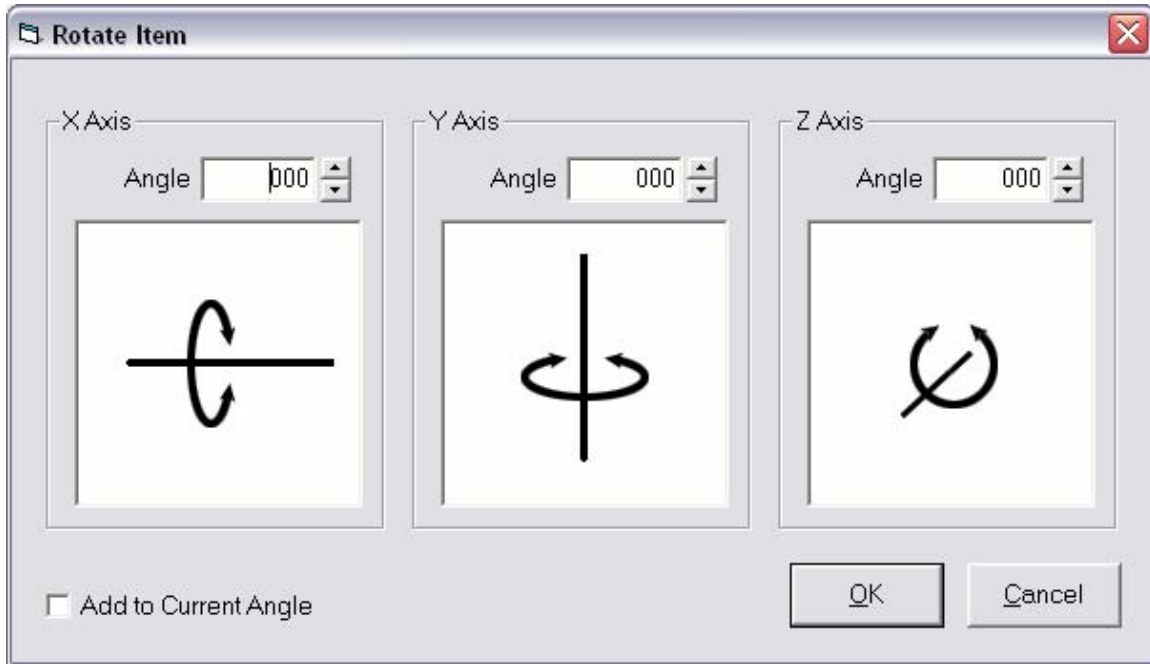 Rotate Item
X Axis
Y Axis
Z Axis
Angle 000
Angle 000
Angle 000
Add to Current Angle
OK
Cancel